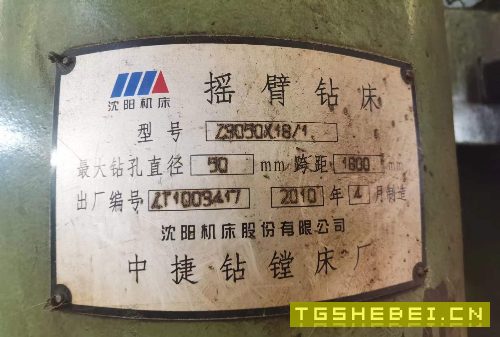 沈阳机床
摇臂钻床
型号 Z3050X16/1
最大钻孔直径 50 mm 跨距 1600 mm
出厂编号 ZT1009417 2010 年 4 月制造
沈阳机床股份有限公司
中捷钻镗床厂
TGSHEBEI.CN